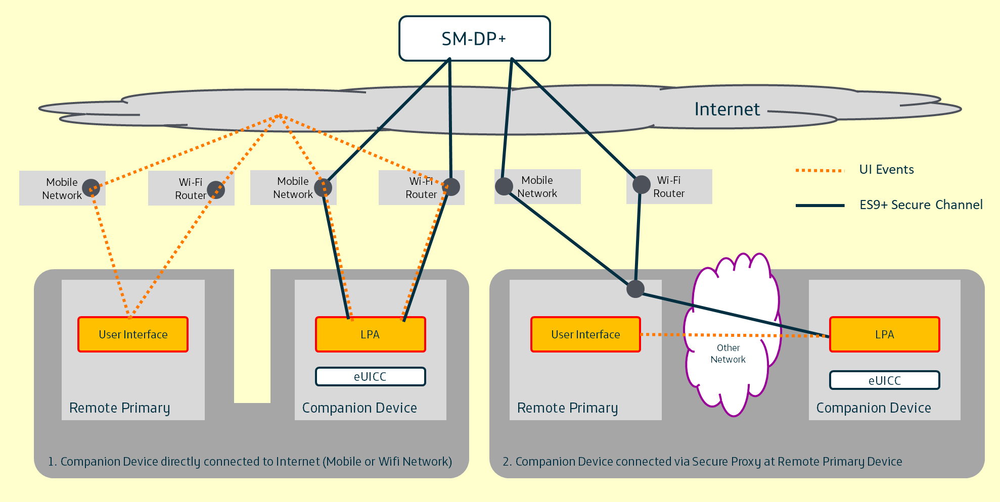 SM-DP+
Internet
Mobile
Network
Wi-Fi
Router
Mobile
Network
Wi-Fi
Router
Mobile
Network
Wi-Fi
Router
UI Events
ES9+ Secure Channel
User Interface
Remote Primary
LPA
eUICC
Companion Device
1. Companion Device directly connected to Internet (Mobile or Wifi Network)
User Interface
Remote Primary
Other
Network
LPA
eUICC
Companion Device
2. Companion Device connected via Secure Proxy at Remote Primary Device